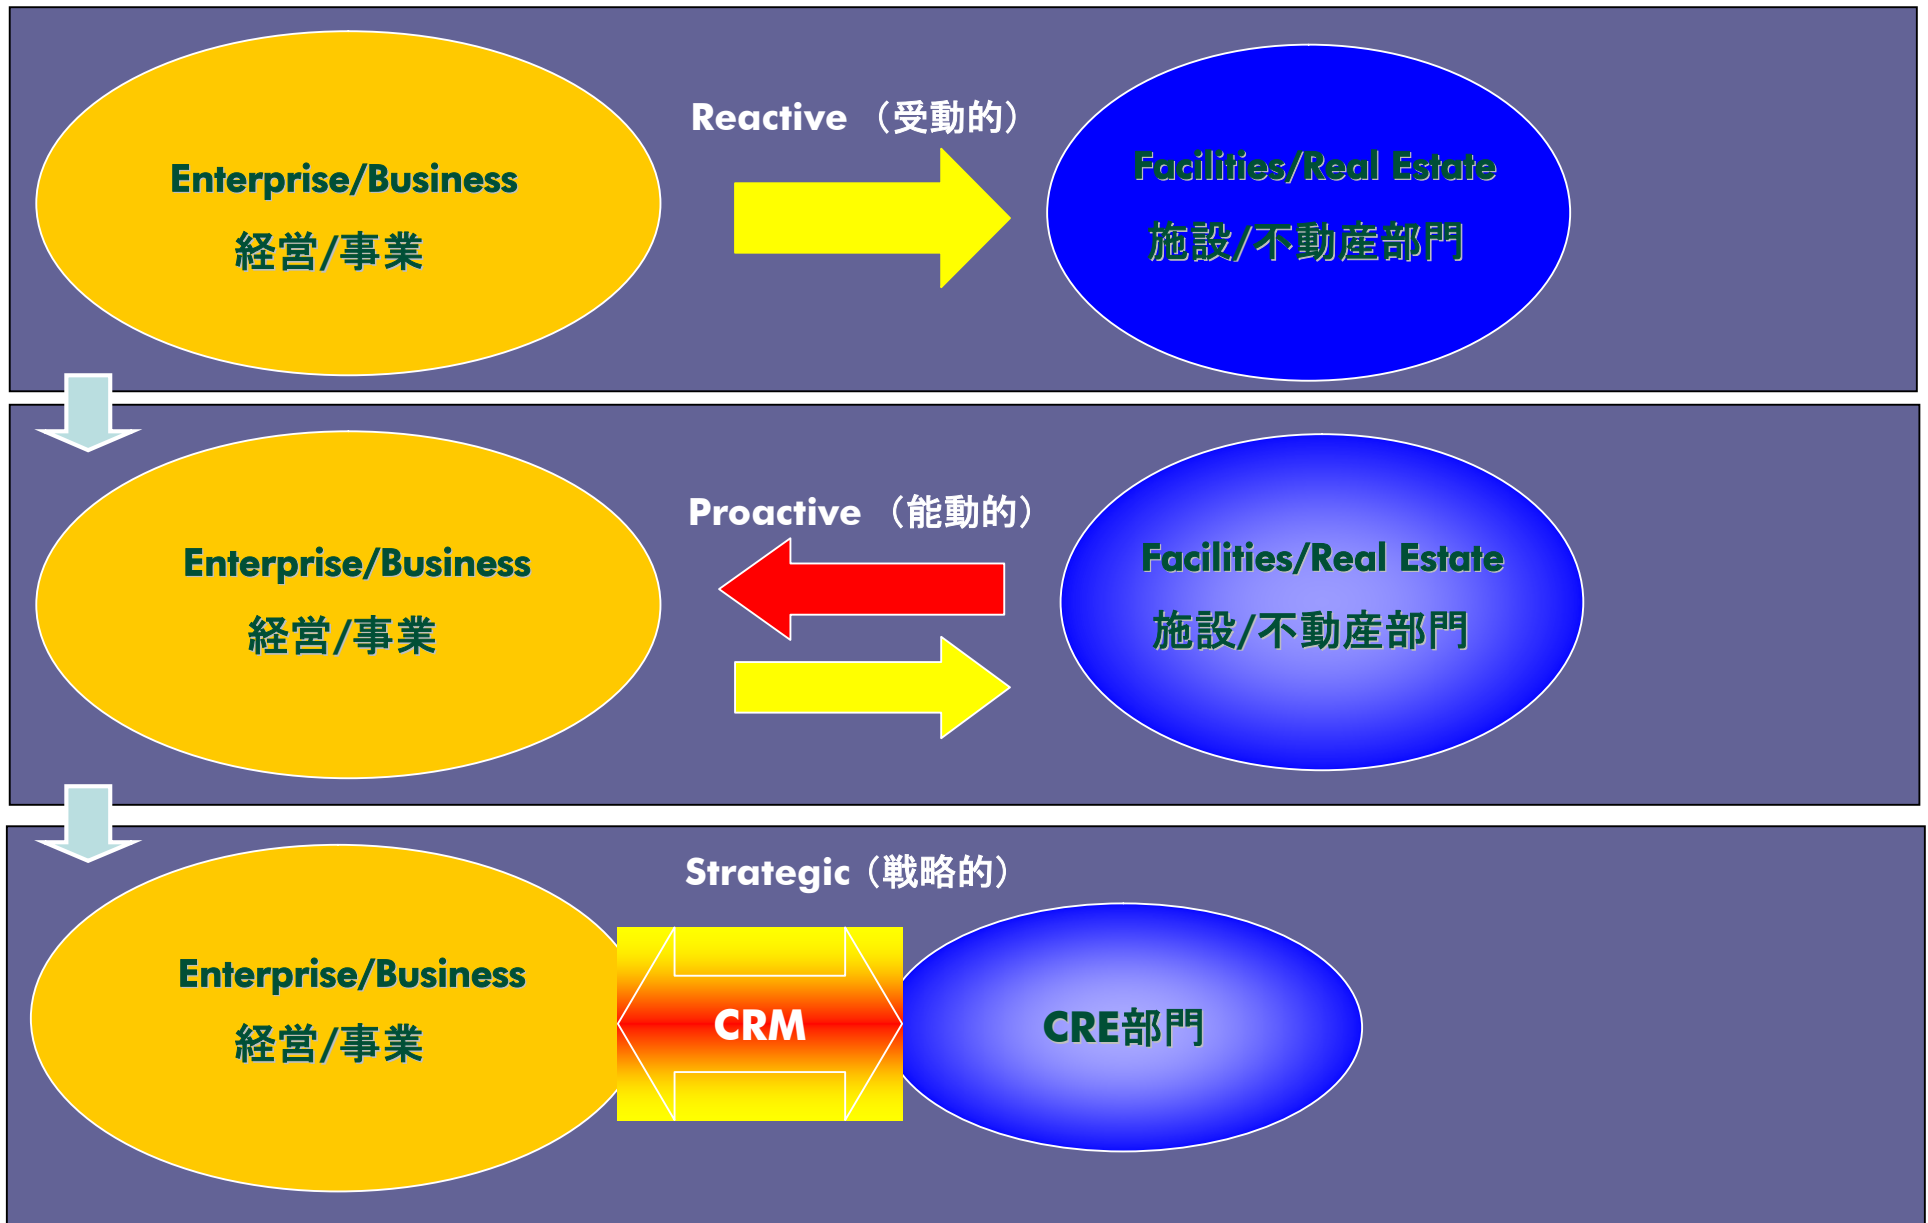 Reactive （受動的）
Enterprise/Business
経営/事業
Facilities/Real Estate
施設/不動産部門
Proactive （能動的）
Enterprise/Business
経営/事業
Facilities/Real Estate
施設/不動産部門
Strategic（戦略的）
Enterprise/Business
経営/事業
CRM
CRE部門